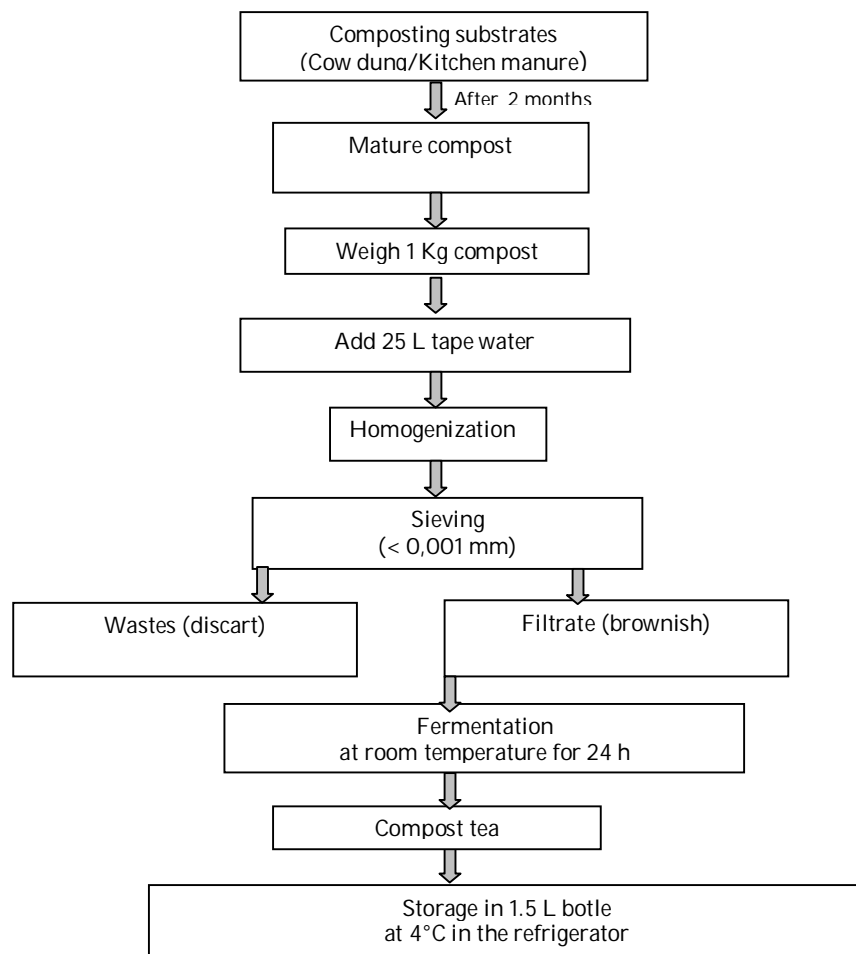 Composting substrates
(Cow dung/Kitchen manure)
After 2 months
Mature compost
Weigh 1 Kg compost
Add 25 L tape water
Homogenization
Sieving
(< 0,001 mm)
Wastes (discart)
Filtrate (brownish)
Fermentation
at room temperature for 24 h
Compost tea
Storage in 1.5 L botle
at 4°C in the refrigerator